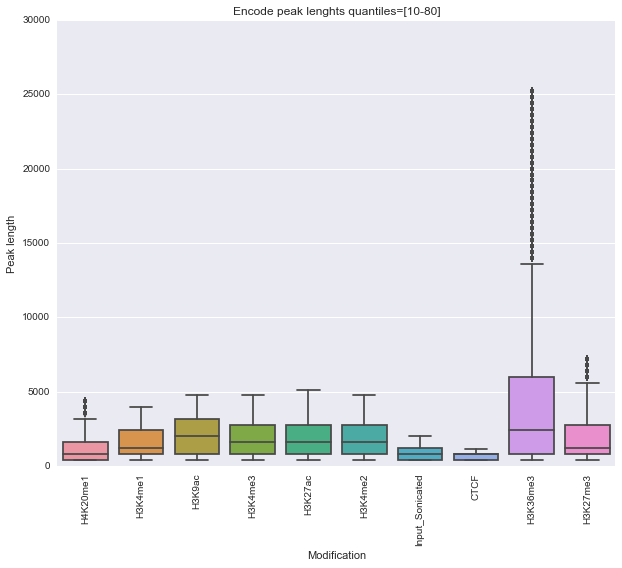 Encode peak lenghts quantiles=[10-80]
30000
25000
20000
15000
10000
5000
0
Peak length
H4K20me1
H3K4me1
H3K9ac
H3K4me3
H3K27ac
H3K4me2
Input_Sonicated
CTCF
H3K36me3
H3K27me3
Modification